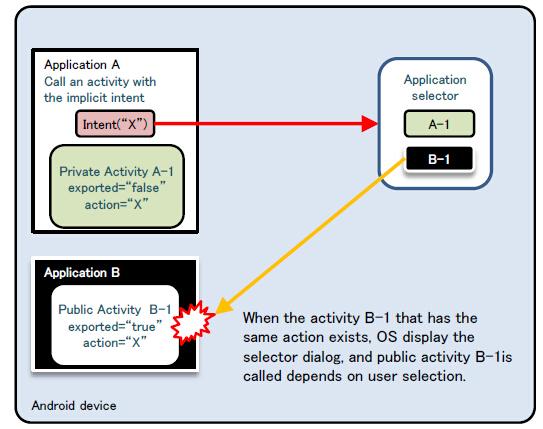 Application A
Call an activity with
the implicit intent
Intent("X")
Private Activity A-1
exported="false"
action="X"
Application
selector
A-1
B-1
Application B
Public Activity B-1
exported="true"
action="X"
When the activity B-1 that has the
same action exists, OS display the
selector dialog, and public activity B-1is
called depends on user selection.
Android device